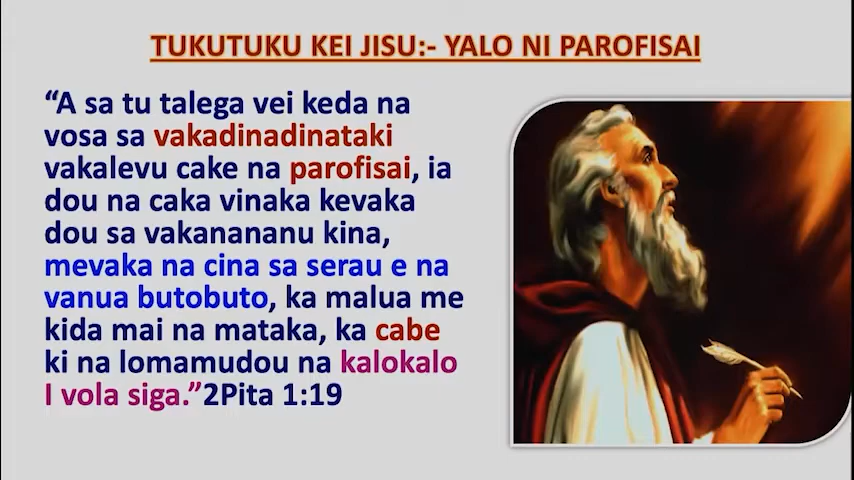 TUKUTUKU KEI JISU:- YALO NI PAROFISAI
“A sa tu talega vei keda na
vosa sa vakadinadinataki
vakalevu cake na parofisai, ia
dou na caka vinaka kevaka
dou sa vakanananu kina,
mevaka na cina sa serau e na
vanua butobuto, ka malua me
kida mai na mataka, ka cabe
ki na lomamudou na kalokalo
I vola siga.”2Pita 1:19